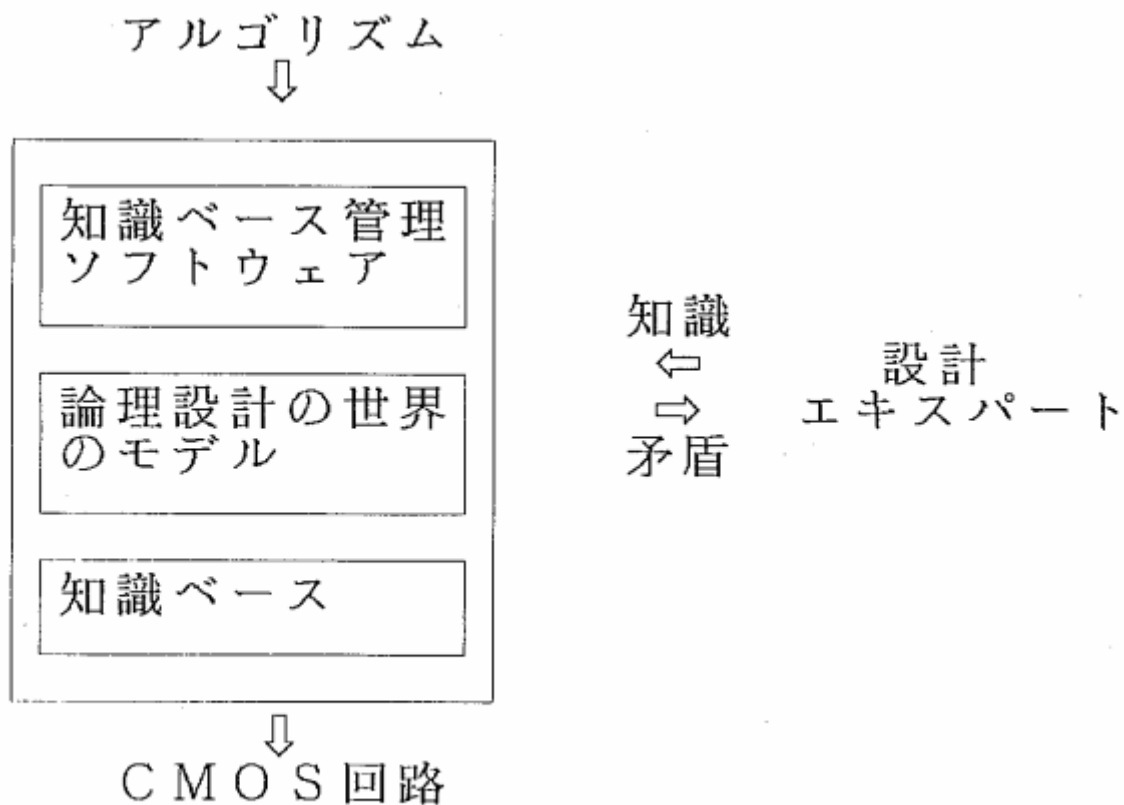 アルゴリズム
⇩
知識ベース管理
ソフトウェア
論理設計の世界
のモデル
知識ベース
⇩
CMOS回路
知識
⇦
⇨
矛盾
設計
エキスパート